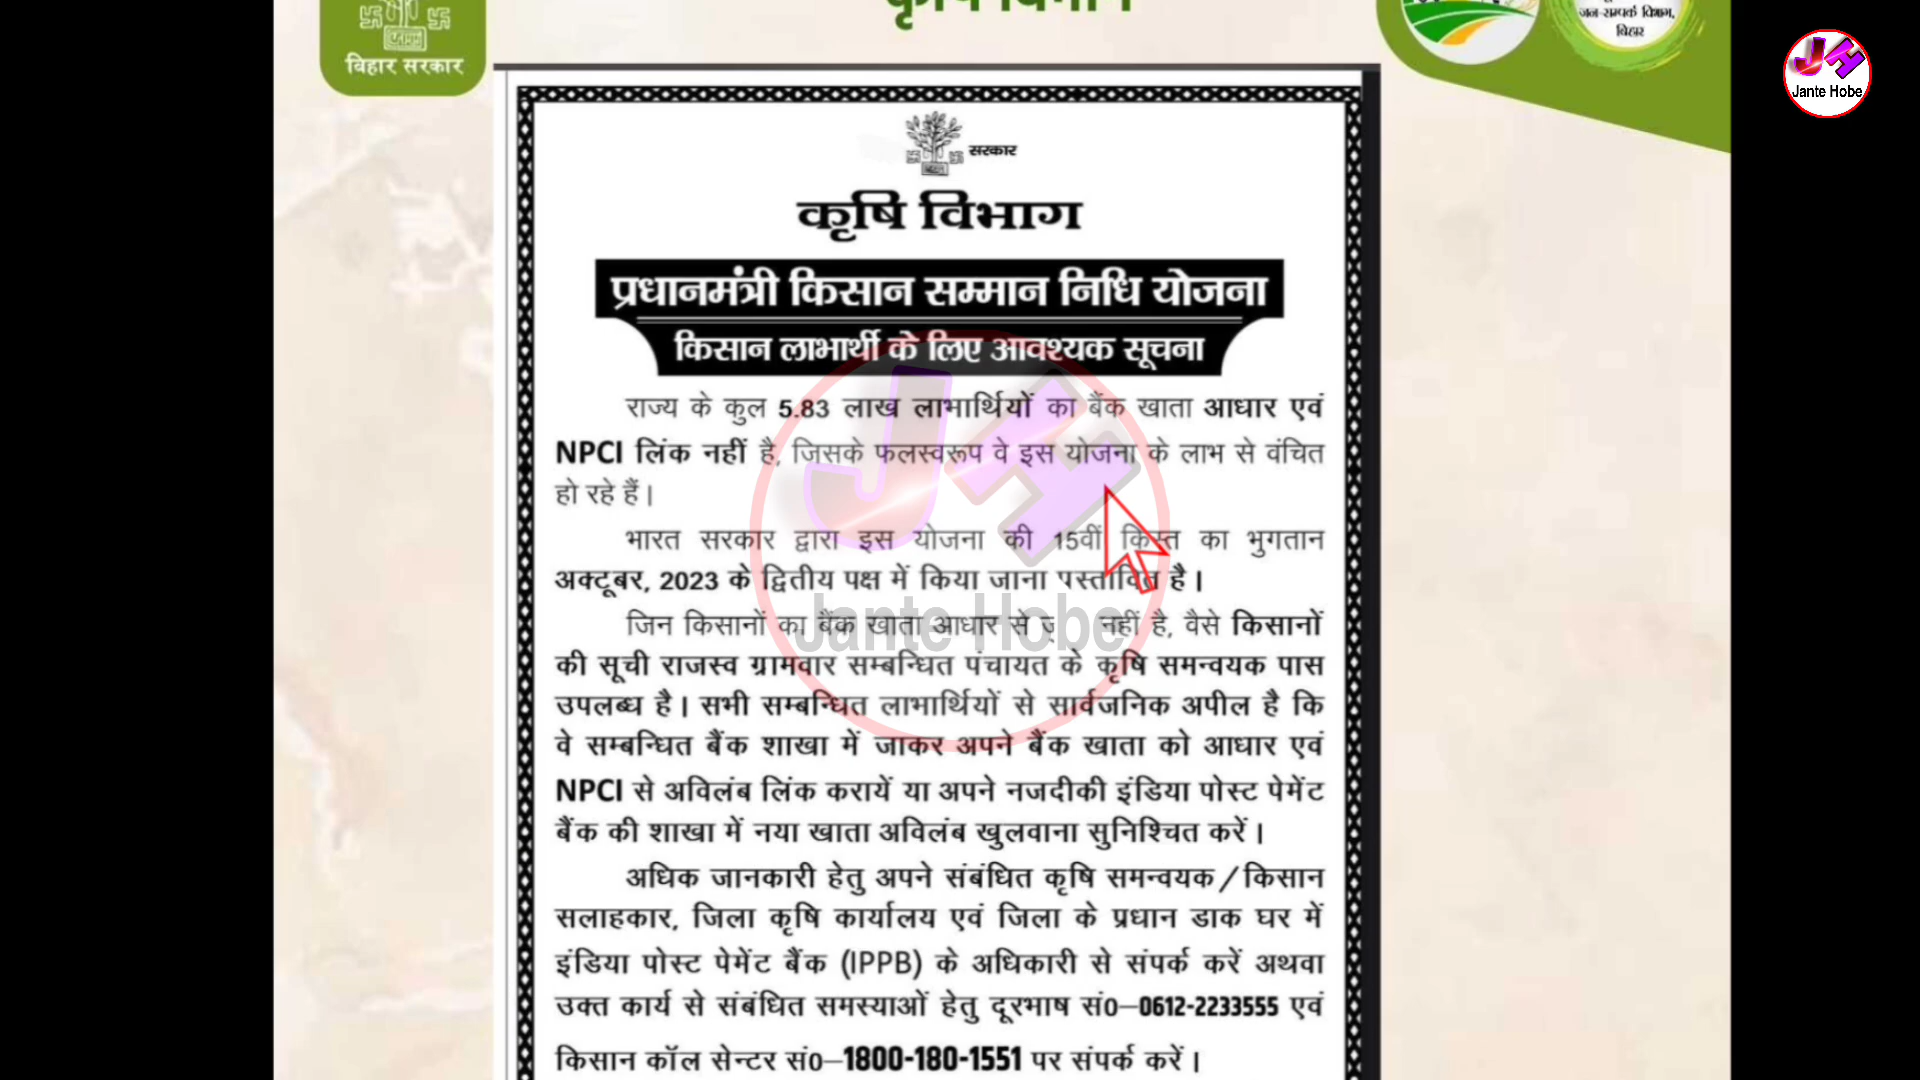 कृषि विभाग
बिहार सरकार
जन-सम्पर्क विभाग,
बिहार
JH
Jante Hobe
सरकार
कृषि विभाग
प्रधानमंत्री किसान सम्मान निधि योजना
किसान लाभार्थी के लिए आवश्यक सूचना
राज्य के कुल 5.83 लाख लाभार्थियों का बैंक खाता आधार एवं
NPCI लिंक नहीं है, जिसके फलस्वरूप वे इस योजना के लाभ से वंचित
हो रहे हैं।
भारत सरकार द्वारा इस योजना की 15वीं किस्त का भुगतान
अक्टूबर, 2023 के द्वितीय पक्ष में किया जाना प्रस्तावित है।
जिन किसानों का बैंक खाता आधार से नहीं है, वैसे किसानों
की सूची राजस्व ग्रामवार सम्बन्धित पंचायत के कृषि समन्वयक पास
उपलब्ध है। सभी सम्बन्धित लाभार्थियों से सार्वजनिक अपील है कि
वे सम्बन्धित बैंक शाखा में जाकर अपने बैंक खाता को आधार एवं
NPCI से अविलंब लिंक करायें या अपने नजदीकी इंडिया पोस्ट पेमेंट
बैंक की शाखा में नया खाता अविलंब खुलवाना सुनिश्चित करें।
अधिक जानकारी हेतु अपने संबंधित कृषि समन्वयक/किसान
सलाहकार, जिला कृषि कार्यालय एवं जिला के प्रधान डाक घर में
इंडिया पोस्ट पेमेंट बैंक (IPPB) के अधिकारी से संपर्क करें अथवा
उक्त कार्य से संबंधित समस्याओं हेतु दूरभाष सं0–0612-2233555 एवं
किसान कॉल सेन्टर सं0–1800-180-1551 पर संपर्क करें।
JH
Jante Hobe